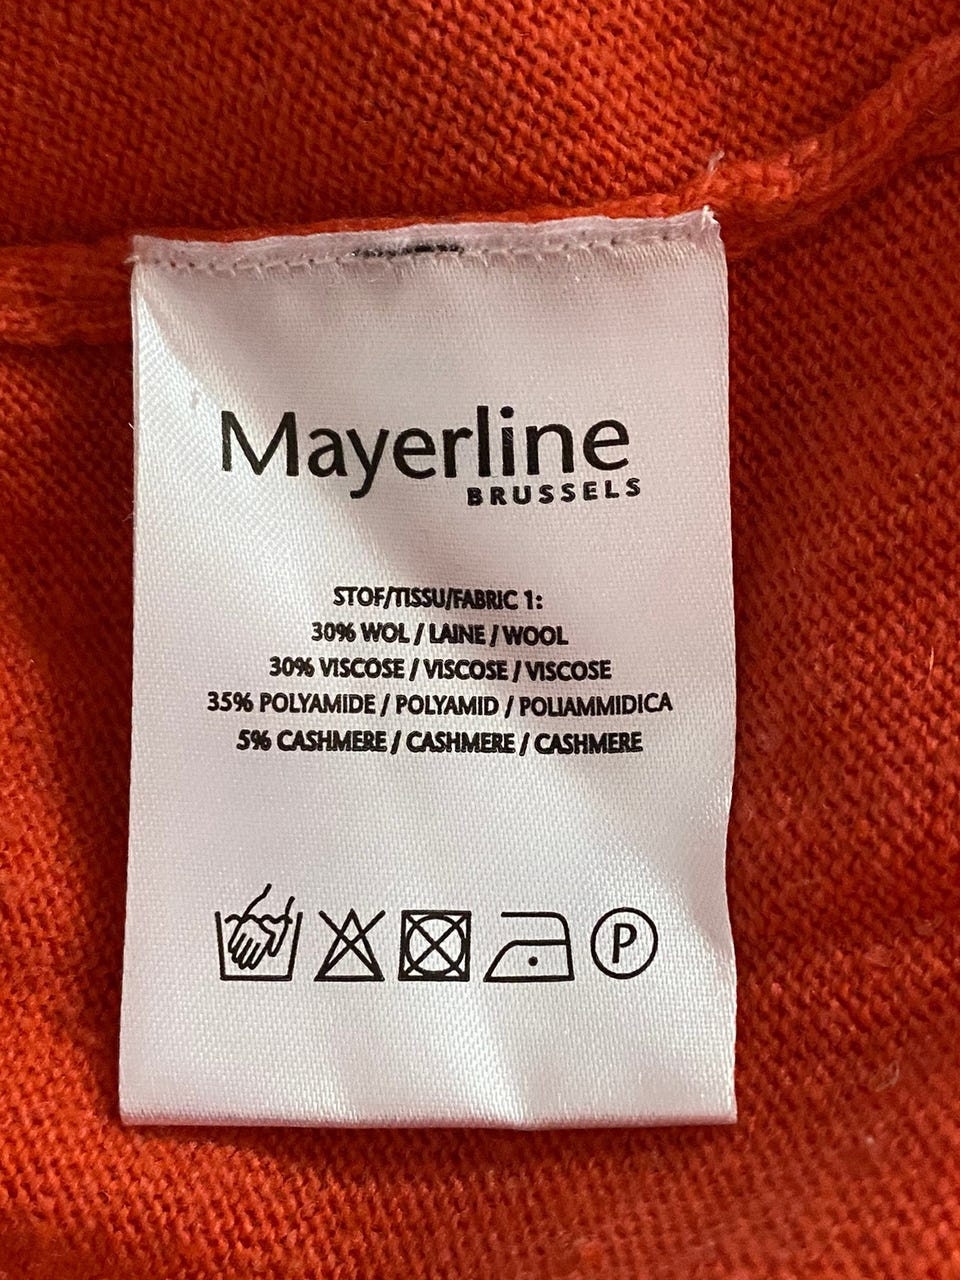 Mayerline
BRUSSELS
STOF/TISSU/FABRIC 1:
30% WOL / LAINE / WOOL
30% VISCOSE / VISCOSE / VISCOSE
35% POLYAMIDE / POLYAMID / POLIAMMIDICA
5% CASHMERE / CASHMERE / CASHMERE
P